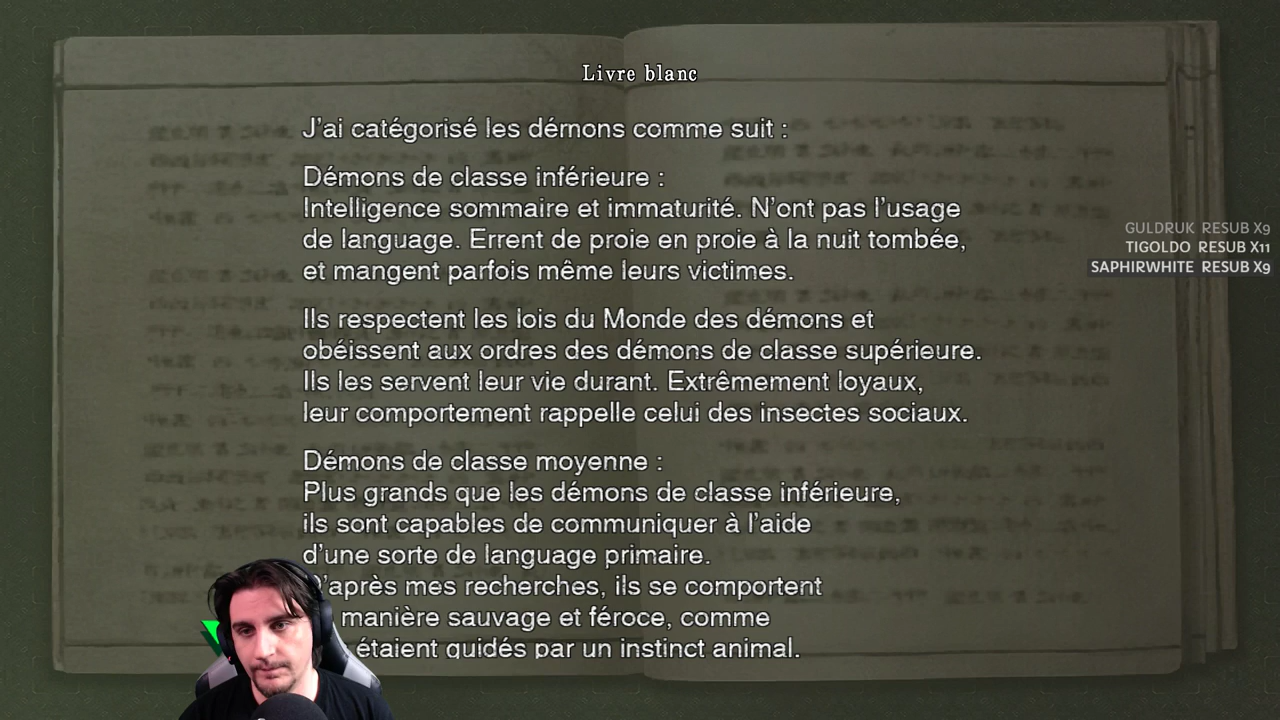 Livre blanc
J'ai catégorisé les démons comme suit :
Démons de classe inférieure :
Intelligence sommaire et immaturité. N'ont pas l'usage
de language. Errent de proie en proie à la nuit tombée,
et mangent parfois même leurs victimes.
Ils respectent les lois du Monde des démons et
obéissent aux ordres des démons de classe supérieure.
Ils les servent leur vie durant. Extrêmement loyaux,
leur comportement rappelle celui des insectes sociaux.
Démons de classe moyenne :
Plus grands que les démons de classe inférieure,
ils sont capables de communiquer à l'aide
d'une sorte de language primaire.
D'après mes recherches, ils se comportent
manière sauvage et féroce, comme
étaient guidés par un instinct animal.
GULDRUK RESUB X9
TIGOLDO RESUB X11
SAPHIRWHITE RESUB X9